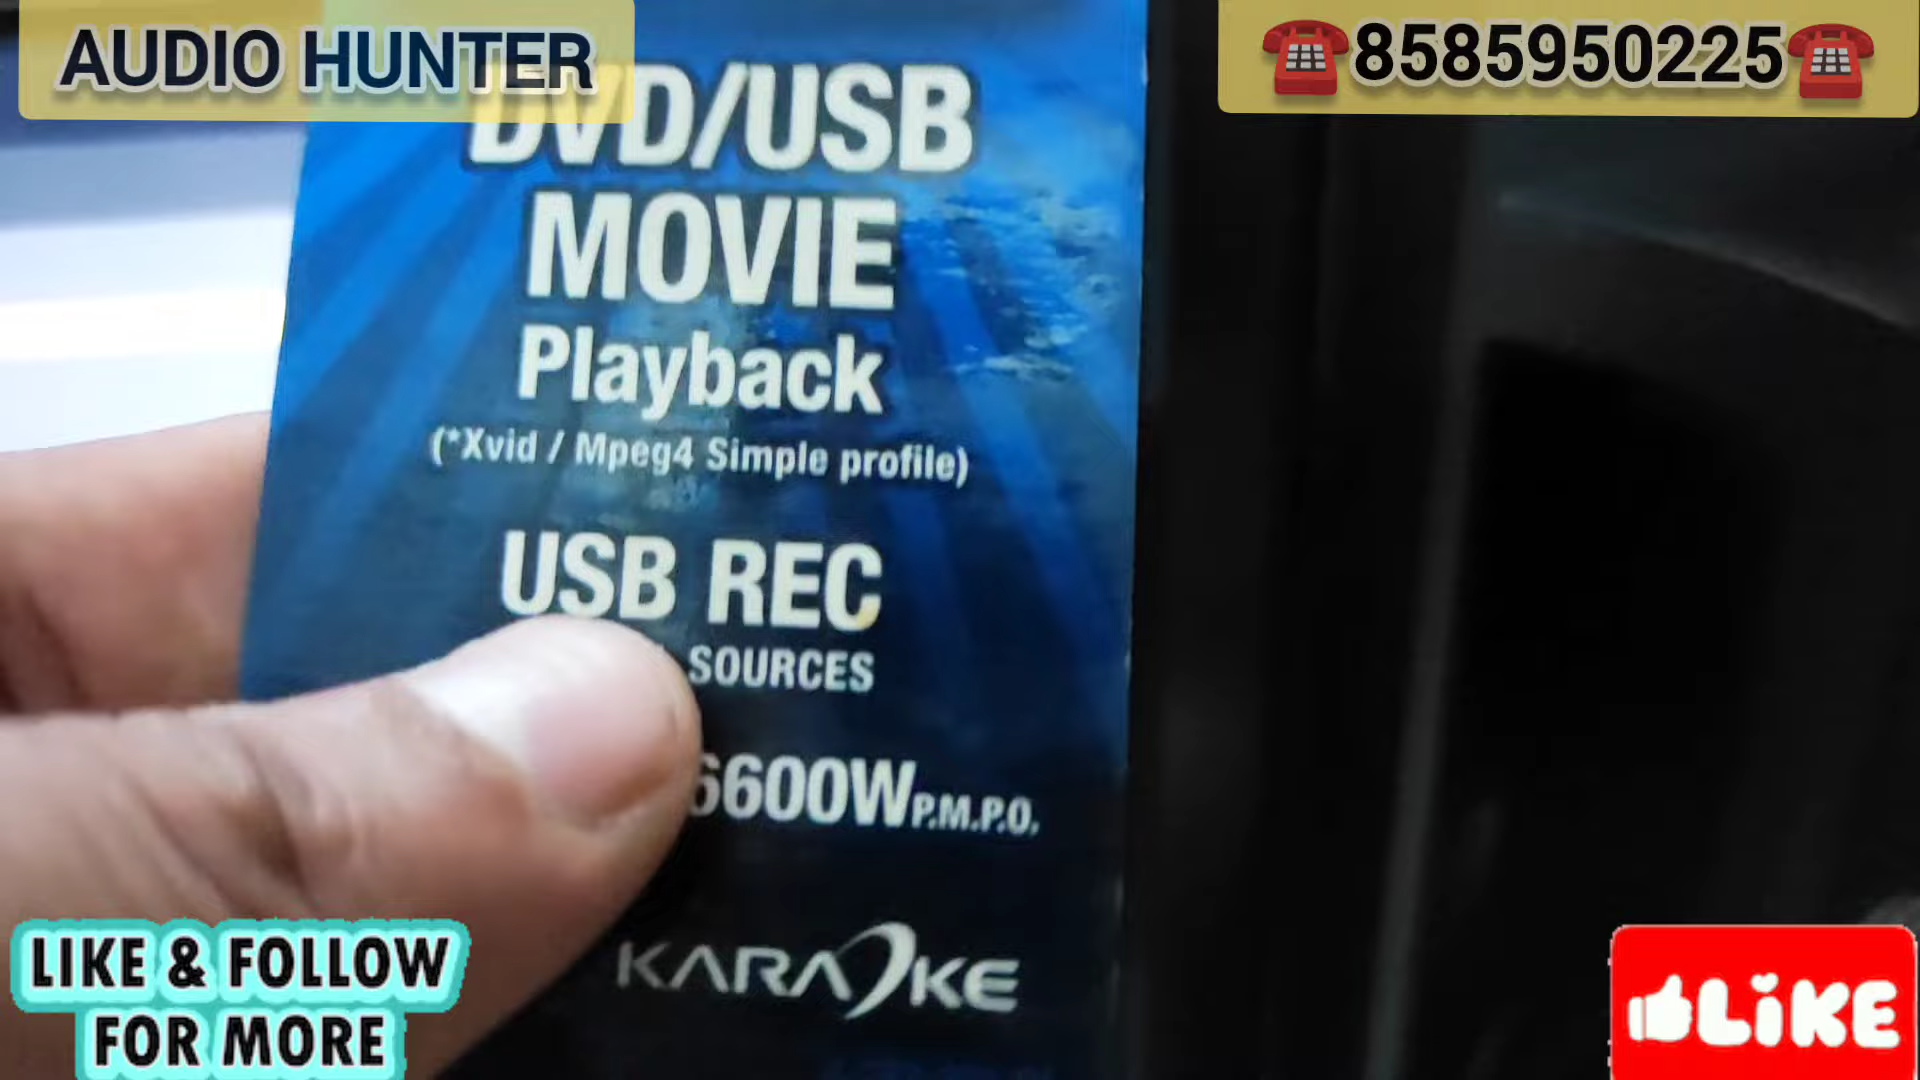 AUDIO HUNTER
☎8585950225☎
DVD/USB
MOVIE
Playback
(*Xvid / Mpeg4 Simple profile)
USB REC
SOURCES
6600W P.M.P.O.
KARAOKE
LIKE & FOLLOW
FOR MORE
LiKE